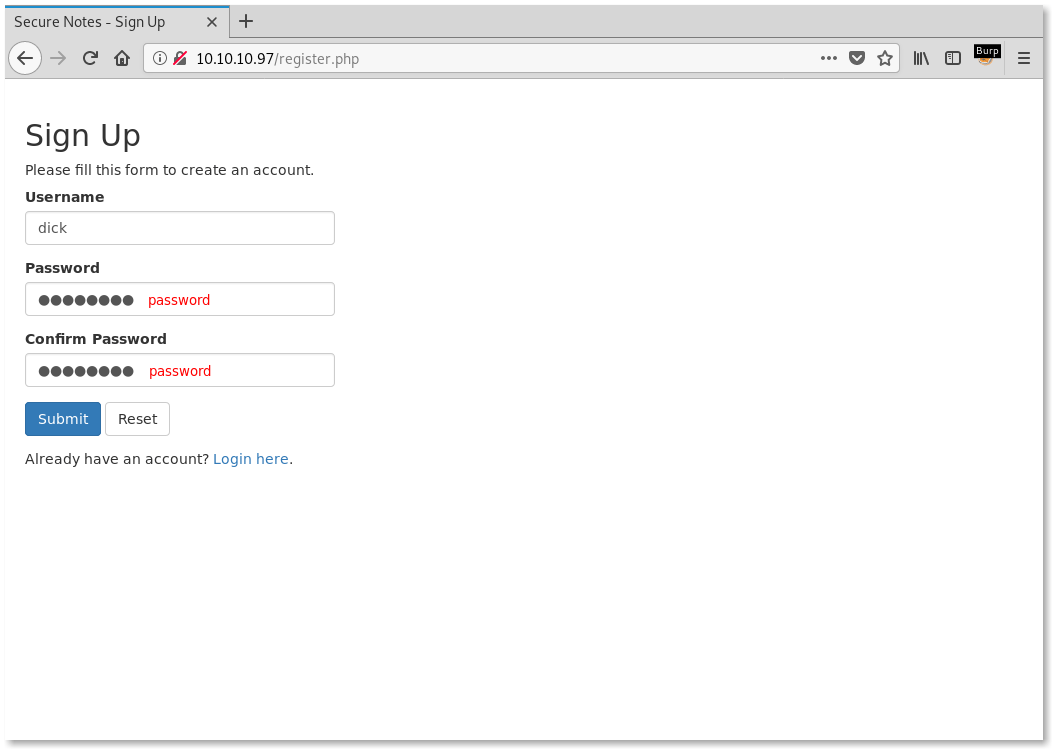 Secure Notes - Sign Up
10.10.10.97/register.php
Burp
Sign Up
Please fill this form to create an account.
Username
dick
Password
●●●●●●●● password
Confirm Password
●●●●●●●● password
Submit Reset
Already have an account? Login here.